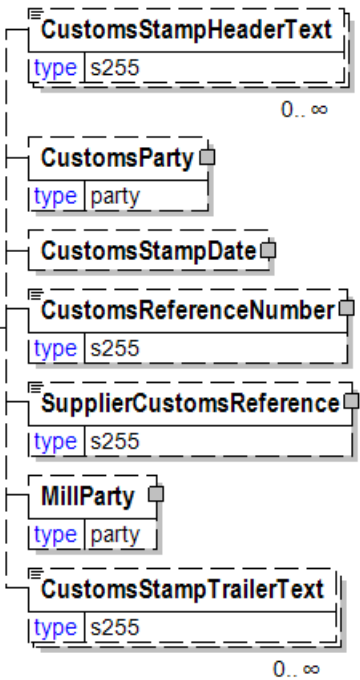 CustomsStampHeaderText
type s255
0.. ∞
CustomsParty
type party
CustomsStampDate
CustomsReferenceNumber
type s255
SupplierCustomsReference
type s255
MillParty
type party
CustomsStampTrailerText
type s255
0.. ∞